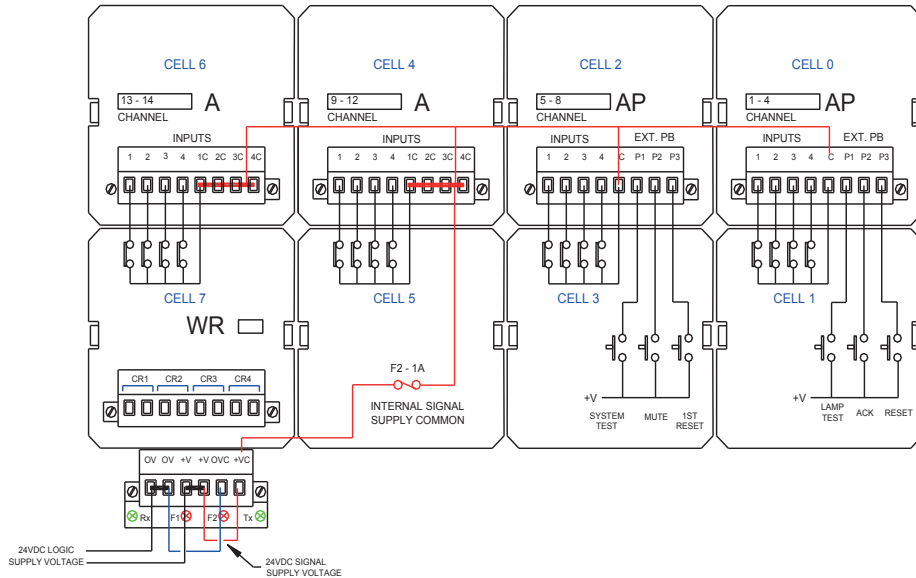 CELL 6
CELL 4
CELL 2
CELL 0
13 - 14
A
9 - 12
A
5 - 8
AP
1 - 4
AP
CHANNEL
CHANNEL
CHANNEL
CHANNEL
INPUTS
INPUTS
INPUTS
EXT. PB
INPUTS
EXT. PB
1 2 3 4 1C 2C 3C 4C
1 2 3 4 1C 2C 3C 4C
1 2 3 4 C P1 P2 P3
1 2 3 4 C P1 P2 P3
CELL 7
CELL 5
CELL 3
CELL 1
WR
F2 - 1A
INTERNAL SIGNAL
SUPPLY COMMON
CR1 CR2 CR3 CR4
+V
SYSTEM
TEST
MUTE
1ST
RESET
+V
LAMP
TEST
ACK
RESET
OV OV +V +V OVC +VC
Rx F1 F2 Tx
24VDC LOGIC
SUPPLY VOLTAGE
24VDC SIGNAL
SUPPLY VOLTAGE